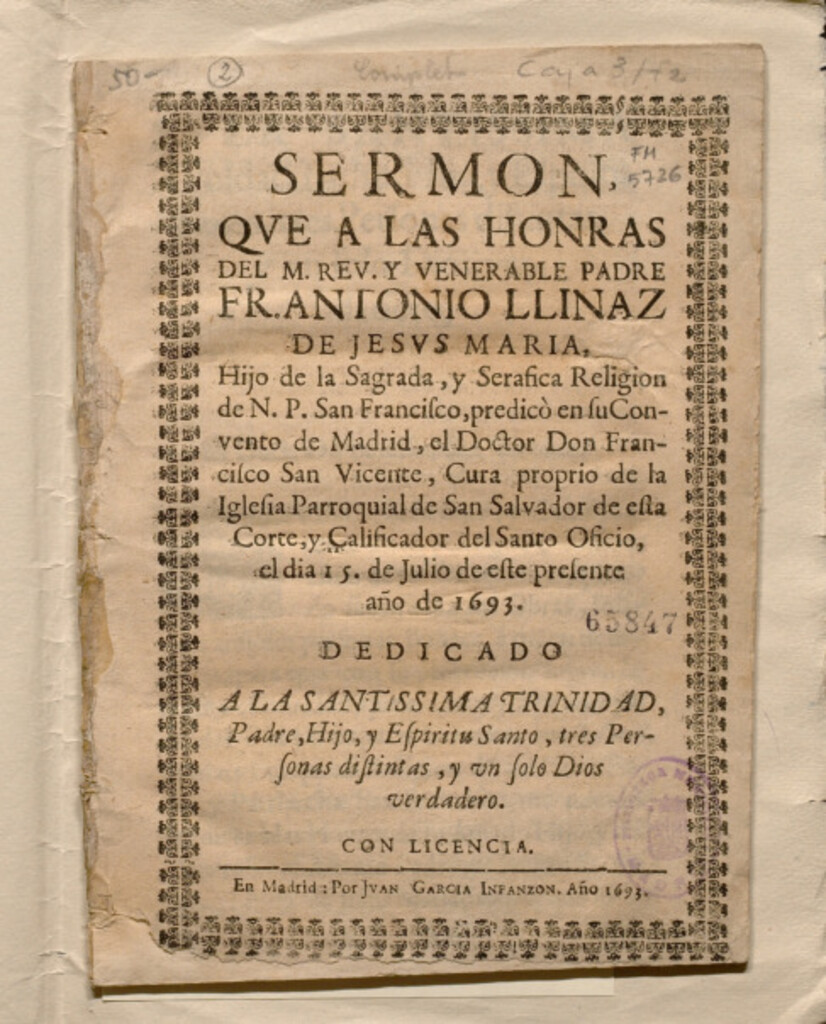 50-
2
Complet
Caja 3/
SERMON,
FM
5726
QVE A LAS HONRAS
DEL M. REV. Y VENERABLE PADRE
FR. ANTONIO LLINAZ
DE JESVS MARIA,
Hijo de la Sagrada, y Serafica Religion
de N. P. San Franciſco, predicò en ſu Con-
vento de Madrid, el Doctor Don Fran-
ciſco San Vicente, Cura proprio de la
Igleſia Parroquial de San Salvador de eſta
Corte, y Calificador del Santo Oficio,
el dia 15. de Julio de eſte preſente
año de 1693.
65847
DEDICADO
A LA SANTISSIMA TRINIDAD,
Padre, Hijo, y Eſpiritu Santo, tres Per-
ſonas diſtintas, y vn ſolo Dios
verdadero.
CON LICENCIA.
En Madrid: Por JVAN GARCIA INFANZON. Año 1693.